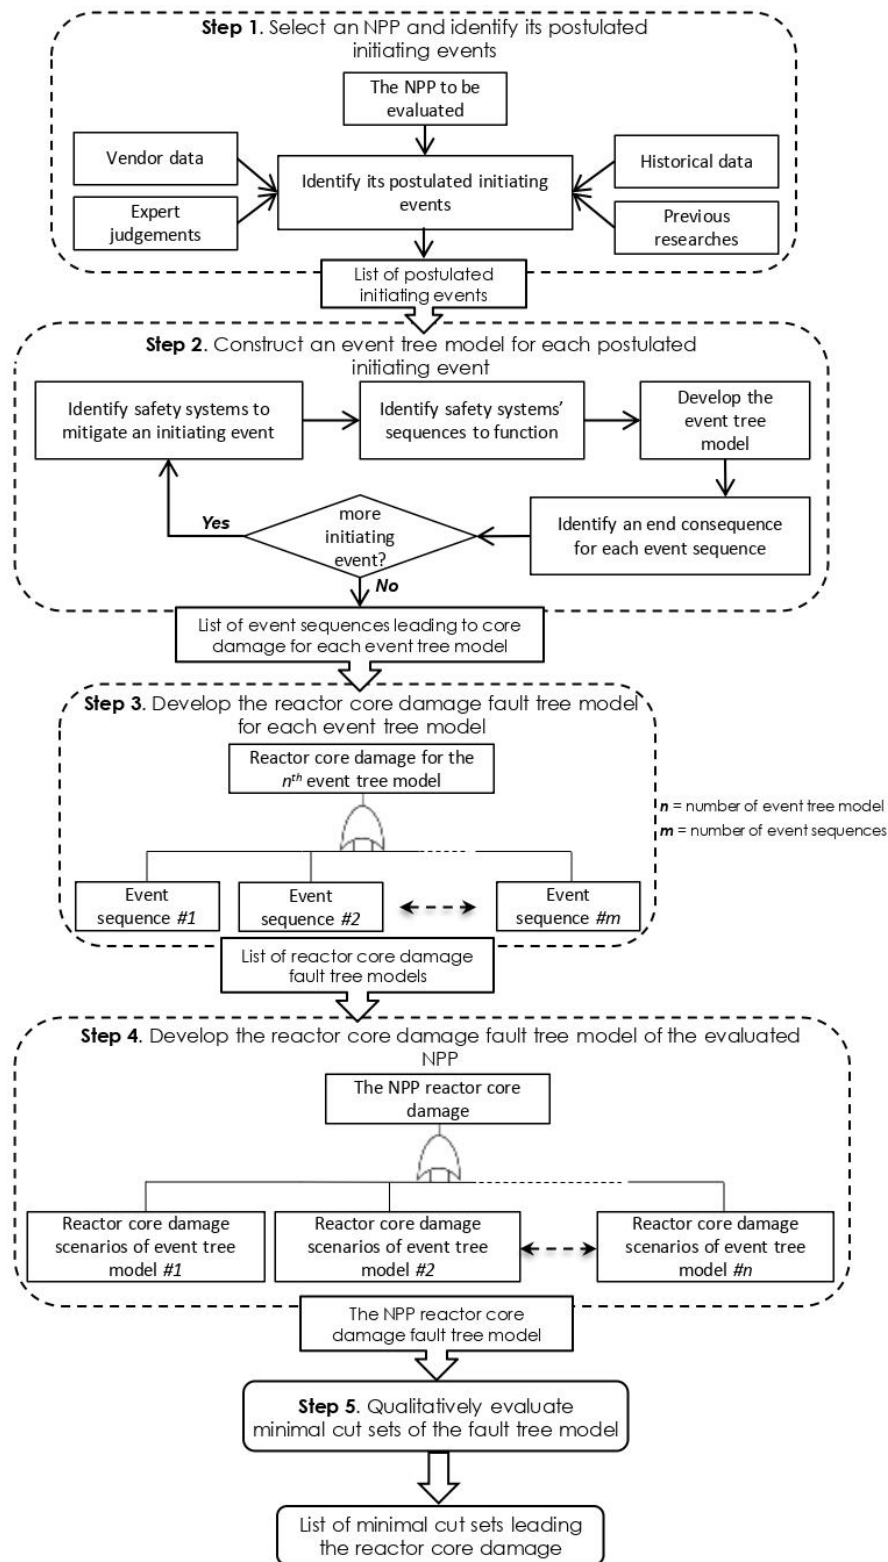 Step 1. Select an NPP and identify its postulated
initiating events
The NPP to be
evaluated
Vendor data
Historical data
Identify its postulated initiating
events
Expert
judgements
Previous
researches
List of postulated
initiating events
Step 2. Construct an event tree model for each postulated
initiating event
Identify safety systems to
mitigate an initiating event
Identify safety systems’
sequences to function
Develop the
event tree
model
Yes
more
initiating
event?
Identify an end consequence
for each event sequence
No
List of event sequences leading to core
damage for each event tree model
Step 3. Develop the reactor core damage fault tree model
for each event tree model
Reactor core damage for the
nth event tree model
n = number of event tree model
m = number of event sequences
Event
sequence #1
Event
sequence #2
Event
sequence #m
List of reactor core damage
fault tree models
Step 4. Develop the reactor core damage fault tree model of the evaluated
NPP
The NPP reactor core
damage
Reactor core damage
scenarios of event tree
model #1
Reactor core damage
scenarios of event tree
model #2
Reactor core damage
scenarios of event tree
model #n
The NPP reactor core
damage fault tree model
Step 5. Qualitatively evaluate
minimal cut sets of the fault tree model
List of minimal cut sets leading
the reactor core damage